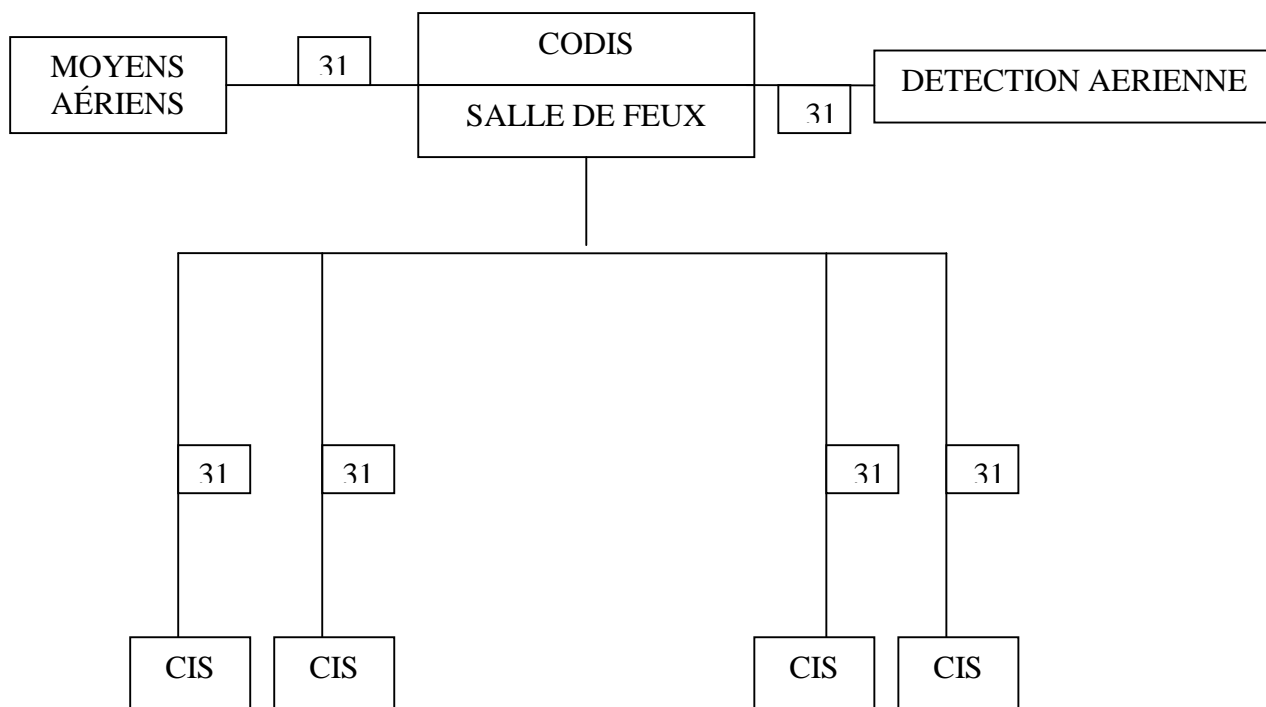 MOYENS
AÉRIENS
31
CODIS
SALLE DE FEUX
31
DETECTION AERIENNE
31
31
31
31
CIS
CIS
CIS
CIS